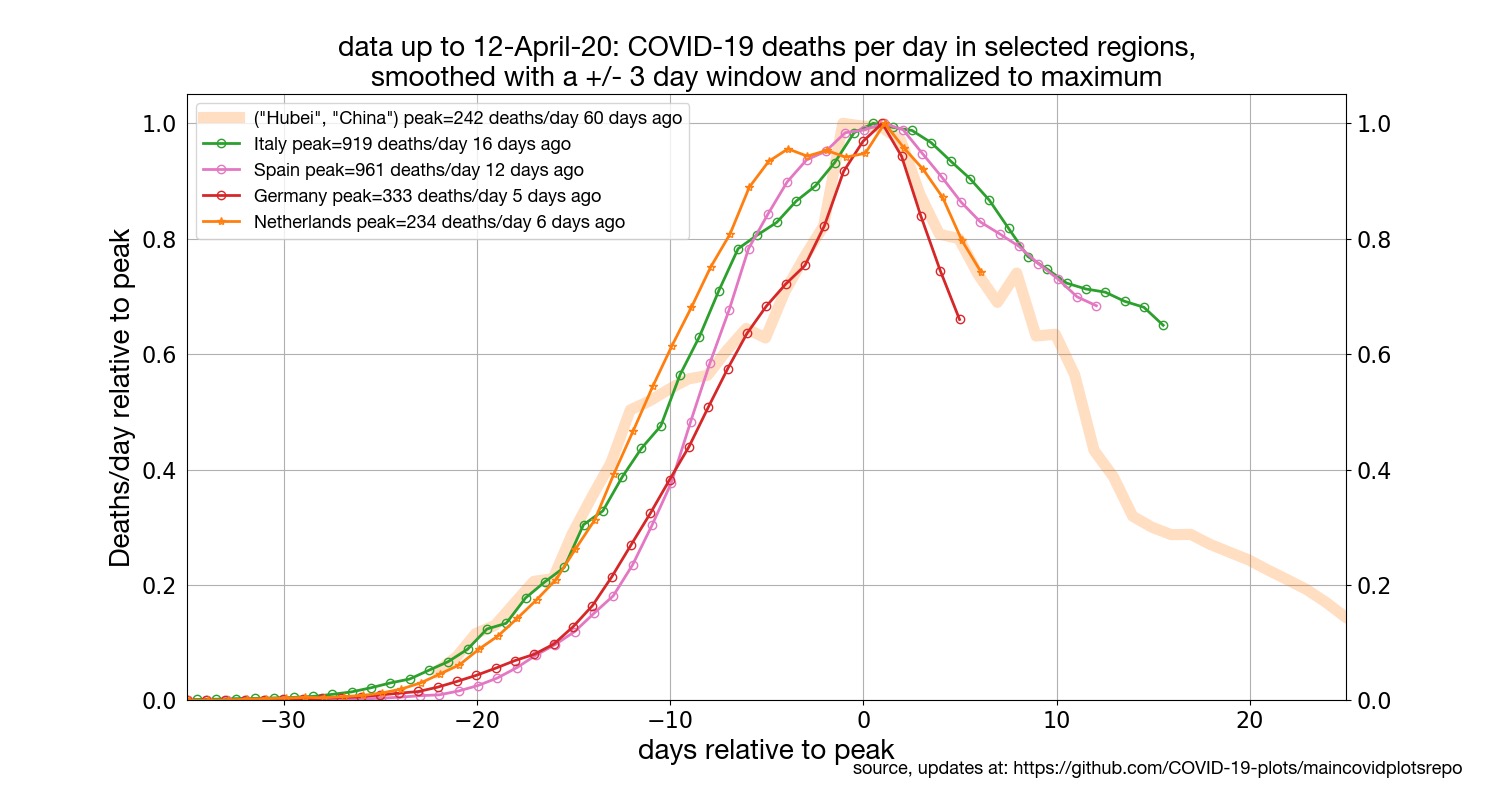 data up to 12-April-20: COVID-19 deaths per day in selected regions,
smoothed with a +/- 3 day window and normalized to maximum
("Hubei", "China") peak=242 deaths/day 60 days ago
Italy peak=919 deaths/day 16 days ago
Spain peak=961 deaths/day 12 days ago
Germany peak=333 deaths/day 5 days ago
Netherlands peak=234 deaths/day 6 days ago
Deaths/day relative to peak
1.0 1.0
0.8 0.8
0.6 0.6
0.4 0.4
0.2 0.2
0.0 0.0
−30 −20 −10 0 10 20
days relative to peak
source, updates at: https://github.com/COVID-19-plots/maincovidplotsrepo